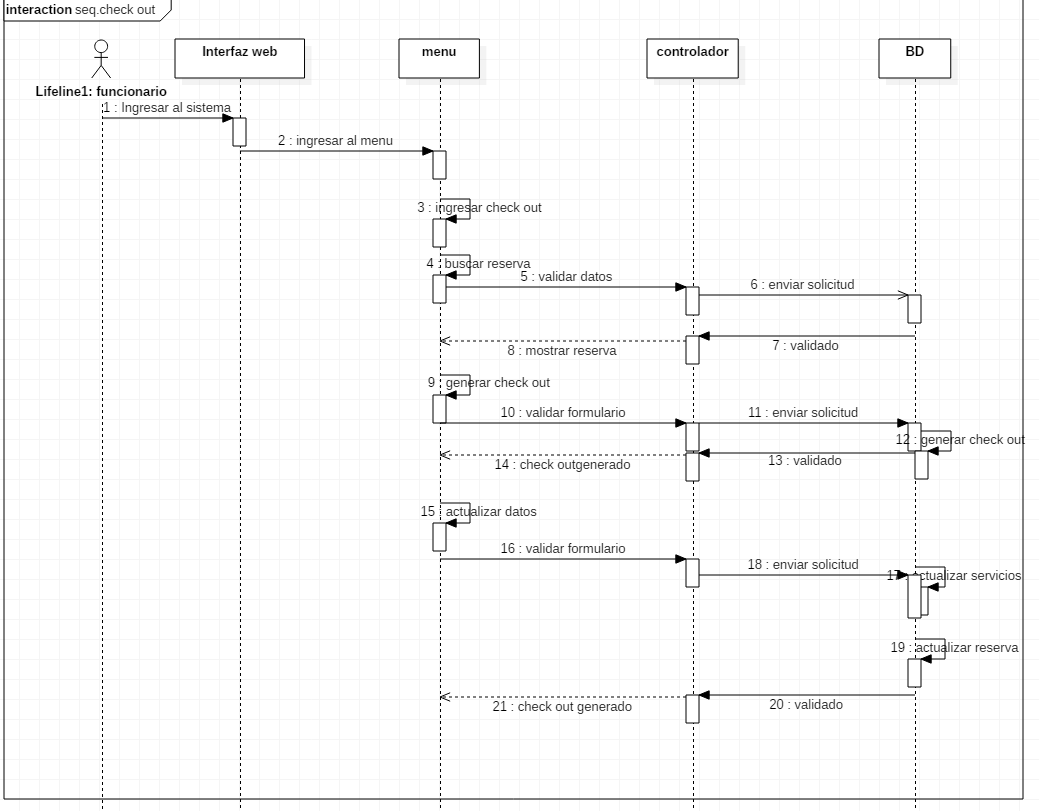 interaction seq.check out
Interfaz web
menu
controlador
BD
Lifeline1: funcionario
1 : Ingresar al sistema
2 : ingresar al menu
3 : ingresar check out
4 : buscar reserva
5 : validar datos
6 : enviar solicitud
7 : validado
8 : mostrar reserva
9 : generar check out
10 : validar formulario
11 : enviar solicitud
12 : generar check out
13 : validado
14 : check outgenerado
15 : actualizar datos
16 : validar formulario
18 : enviar solicitud
17 : actualizar servicios
19 : actualizar reserva
20 : validado
21 : check out generado